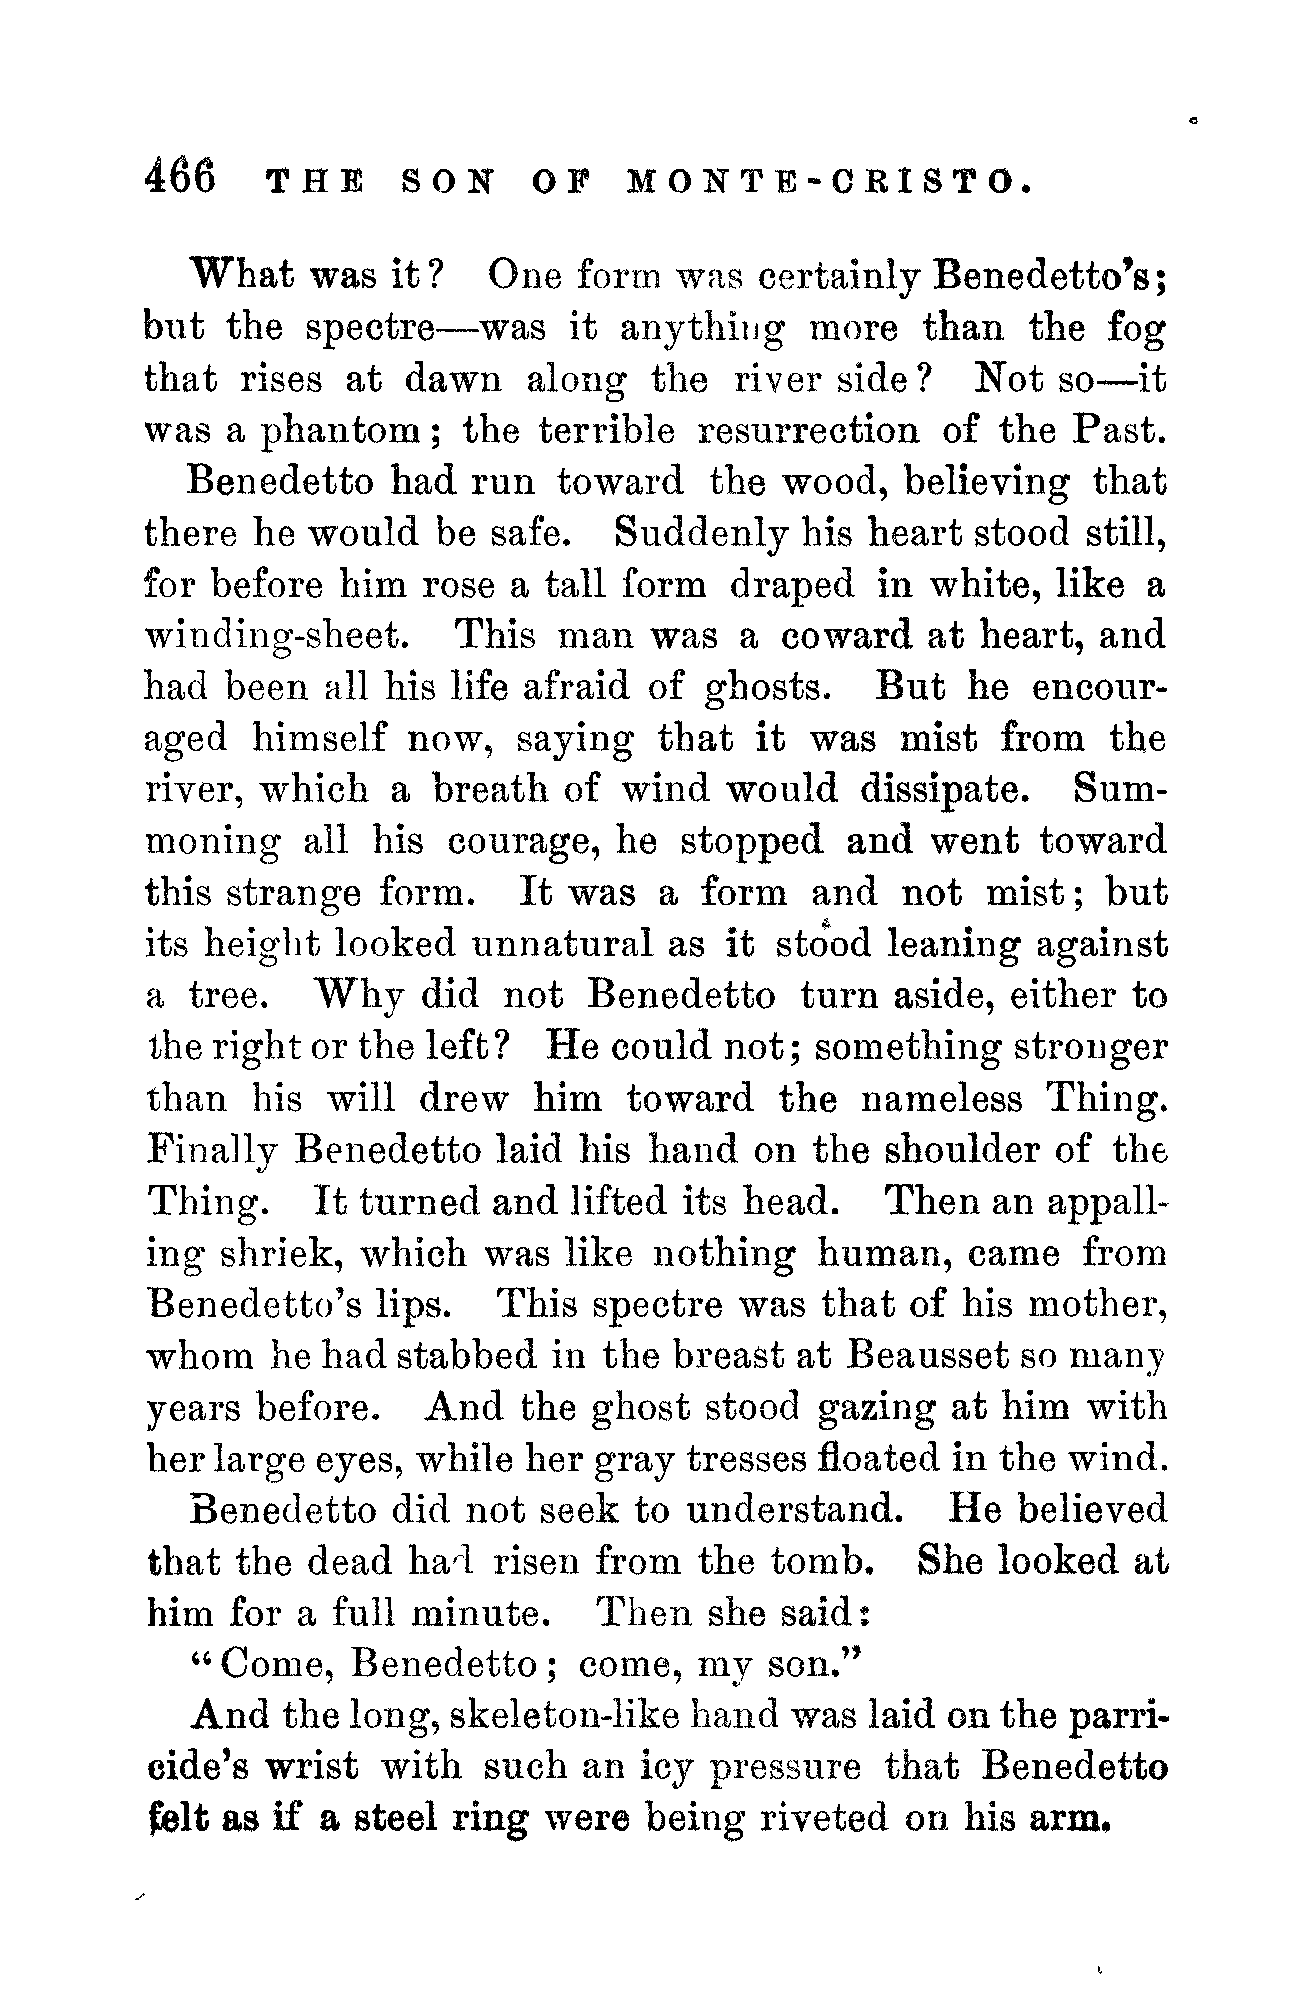 466 THE SON OF MONTE-CRISTO.
What was it? One form was certainly Benedetto's;
but the spectre—was it anything more than the fog
that rises at dawn along the river side? Not so—it
was a phantom; the terrible resurrection of the Past.
Benedetto had run toward the wood, believing that
there he would be safe. Suddenly his heart stood still,
for before him rose a tall form draped in white, like a
winding-sheet. This man was a coward at heart, and
had been all his life afraid of ghosts. But he encour-
aged himself now, saying that it was mist from the
river, which a breath of wind would dissipate. Sum-
moning all his courage, he stopped and went toward
this strange form. It was a form and not mist; but
its height looked unnatural as it stood leaning against
a tree. Why did not Benedetto turn aside, either to
the right or the left? He could not; something stronger
than his will drew him toward the nameless Thing.
Finally Benedetto laid his hand on the shoulder of the
Thing. It turned and lifted its head. Then an appall-
ing shriek, which was like nothing human, came from
Benedetto's lips. This spectre was that of his mother,
whom he had stabbed in the breast at Beausset so many
years before. And the ghost stood gazing at him with
her large eyes, while her gray tresses floated in the wind.
Benedetto did not seek to understand. He believed
that the dead had risen from the tomb. She looked at
him for a full minute. Then she said:
"Come, Benedetto; come, my son."
And the long, skeleton-like hand was laid on the parri-
cide's wrist with such an icy pressure that Benedetto
felt as if a steel ring were being riveted on his arm.